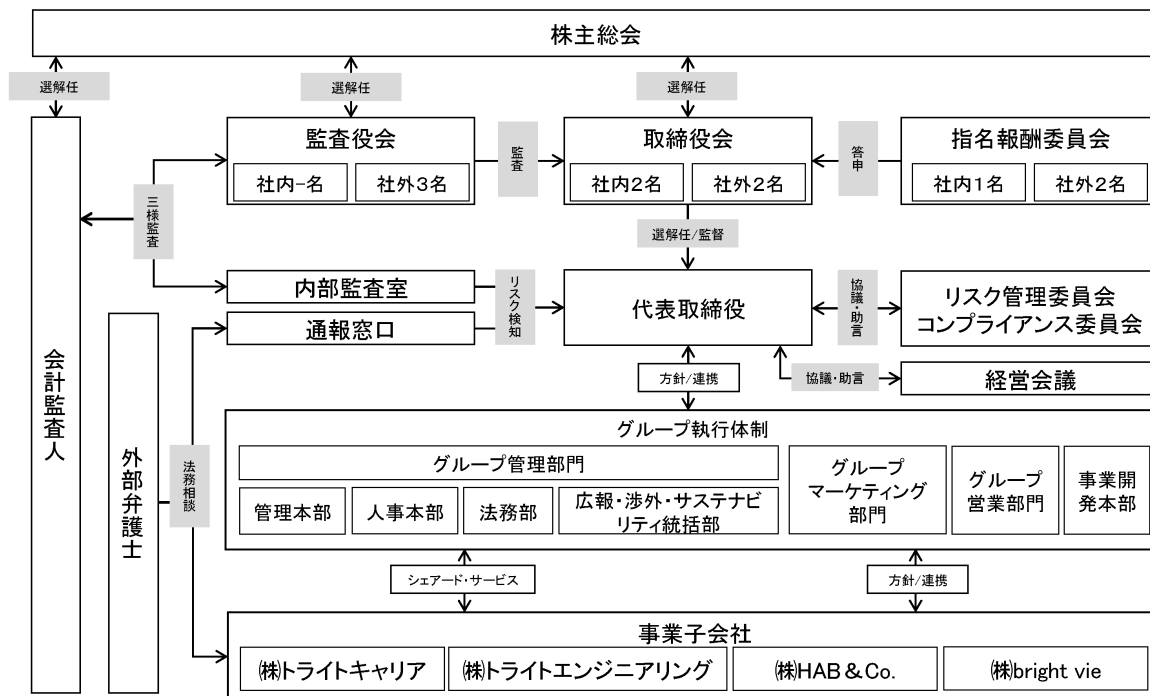 株主総会
選解任
選解任
選解任
監査役会
社内-名
社外3名
監査
取締役会
社内2名
社外2名
答申
指名報酬委員会
社内1名
社外2名
三様監査
選解任/監督
内部監査室
通報窓口
リスク検知
代表取締役
協議・助言
リスク管理委員会
コンプライアンス委員会
方針/連携
協議・助言
経営会議
会計監査人
外部弁護士
法務相談
グループ執行体制
グループ管理部門
管理本部
人事本部
法務部
広報・渉外・サステナビ
リティ統括部
グループ
マーケティング
部門
グループ
営業部門
事業開
発本部
シェアード・サービス
方針/連携
事業子会社
㈱トライトキャリア
㈱トライトエンジニアリング
㈱HAB&Co.
㈱bright vie